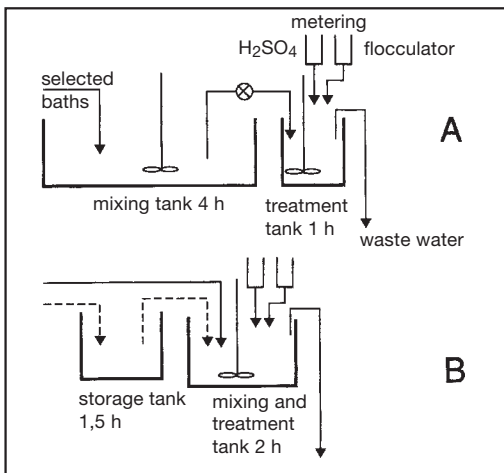 metering
H2SO4 flocculator
selected
baths
A
mixing tank 4 h
treatment
tank 1 h
waste water
B
storage tank
1,5 h
mixing and
treatment
tank 2 h